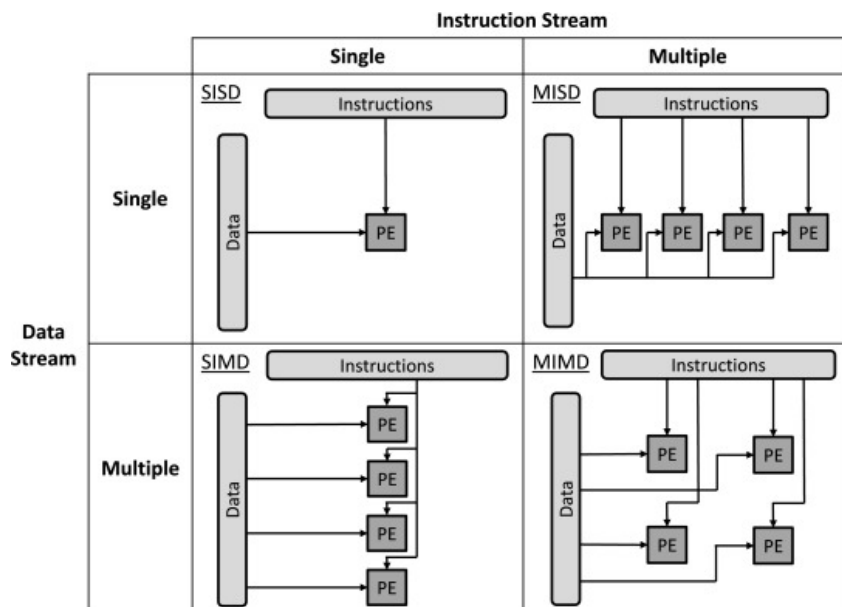 Instruction Stream
Single
Multiple
SISD
Instructions
Data
PE
MISD
Instructions
Data
PE
PE
PE
PE
Single
Data
Stream
Multiple
SIMD
Instructions
Data
PE
PE
PE
PE
MIMD
Instructions
Data
PE
PE
PE
PE